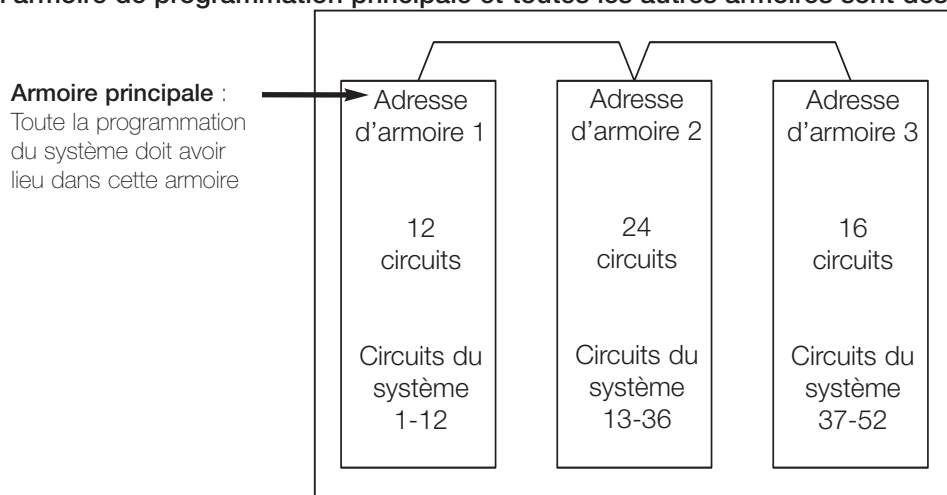 l'armoire de programmation principale et toutes les autres armoires sont des
Armoire principale :
Toute la programmation
du système doit avoir
lieu dans cette armoire
Adresse
d'armoire 1
12
circuits
Circuits du
système
1-12
Adresse
d'armoire 2
24
circuits
Circuits du
système
13-36
Adresse
d'armoire 3
16
circuits
Circuits du
système
37-52